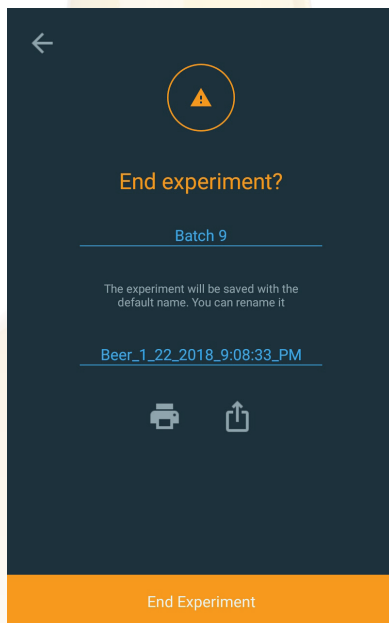 End experiment?
Batch 9
The experiment will be saved with the
default name. You can rename it
Beer_1_22_2018_9:08:33_PM
End Experiment